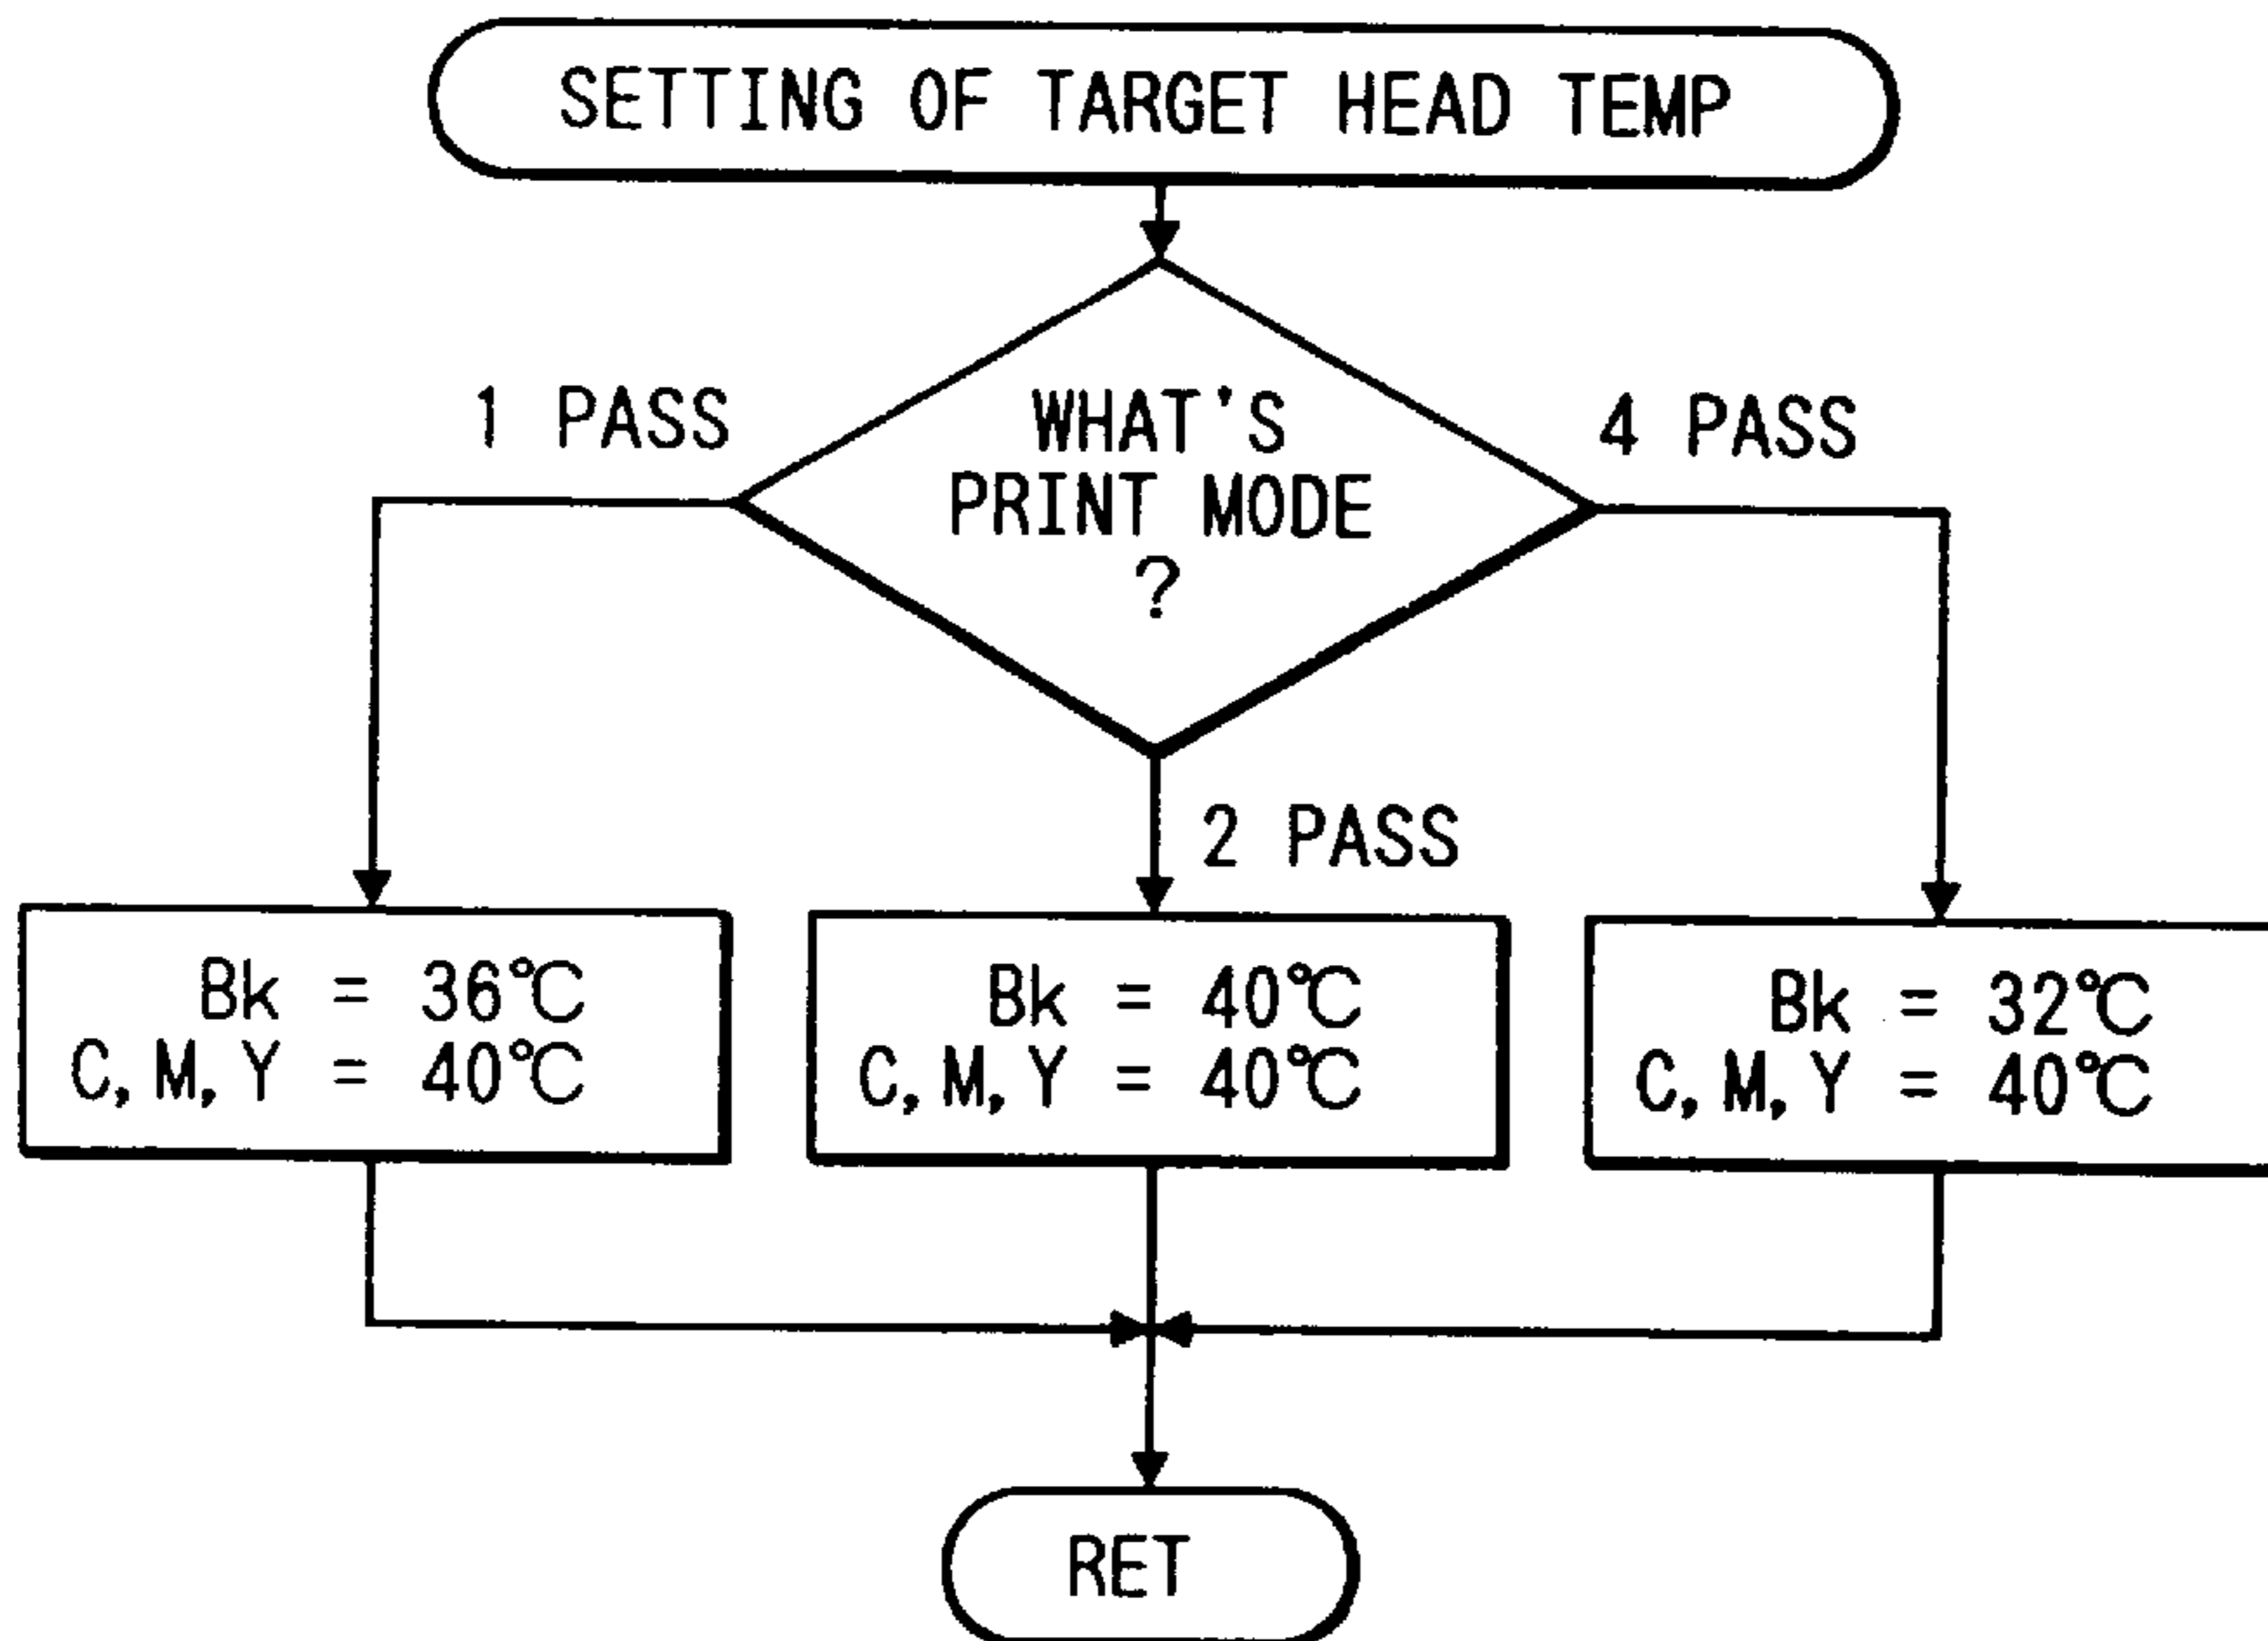 SETTING OF TARGET HEAD TEMP
1 PASS
WHAT'S
PRINT MODE
?
4 PASS
2 PASS
Bk = 36℃
C, M, Y = 40℃
Bk = 40℃
C, M, Y = 40℃
Bk = 32℃
C, M, Y = 40℃
RET